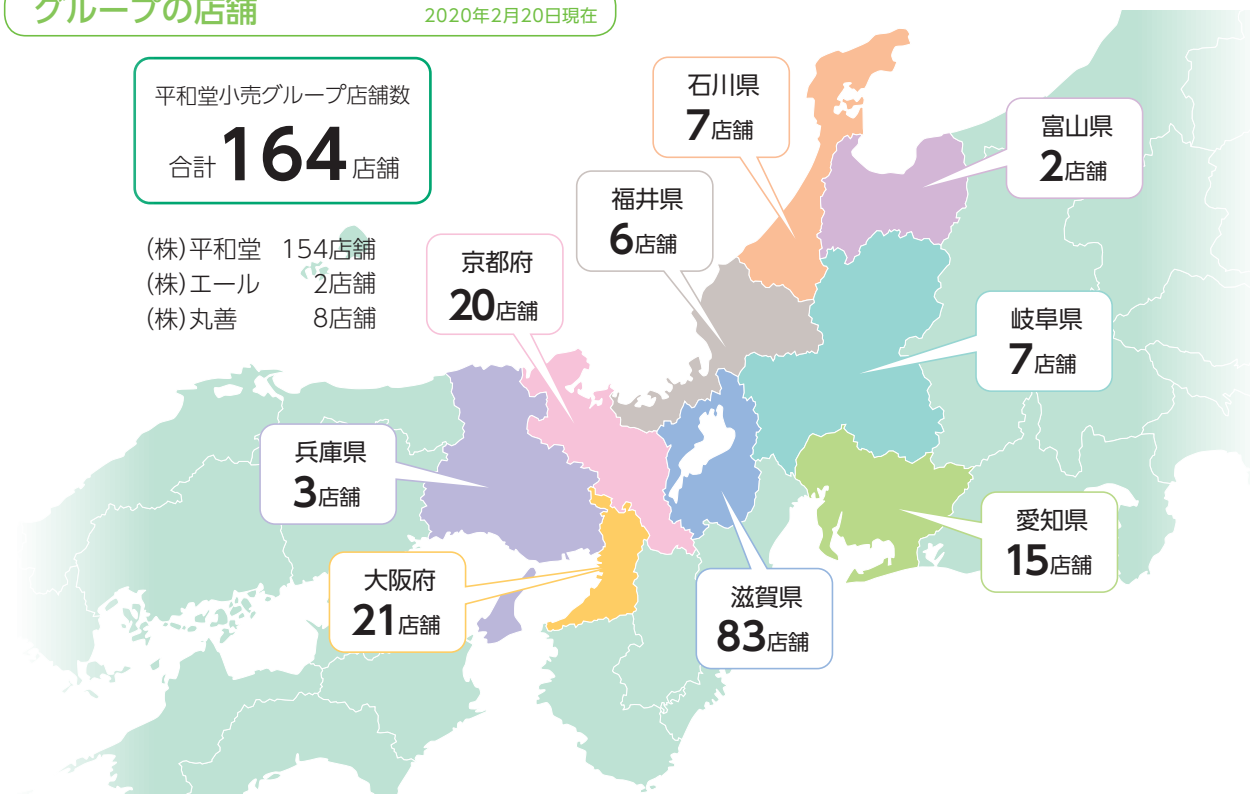 グループの店舗
2020年2月20日現在
平和堂小売グループ店舗数
合計164店舗
(株)平和堂 154店舗
(株)エール 2店舗
(株)丸善 8店舗
石川県
7店舗
富山県
2店舗
福井県
6店舗
京都府
20店舗
岐阜県
7店舗
兵庫県
3店舗
愛知県
15店舗
大阪府
21店舗
滋賀県
83店舗